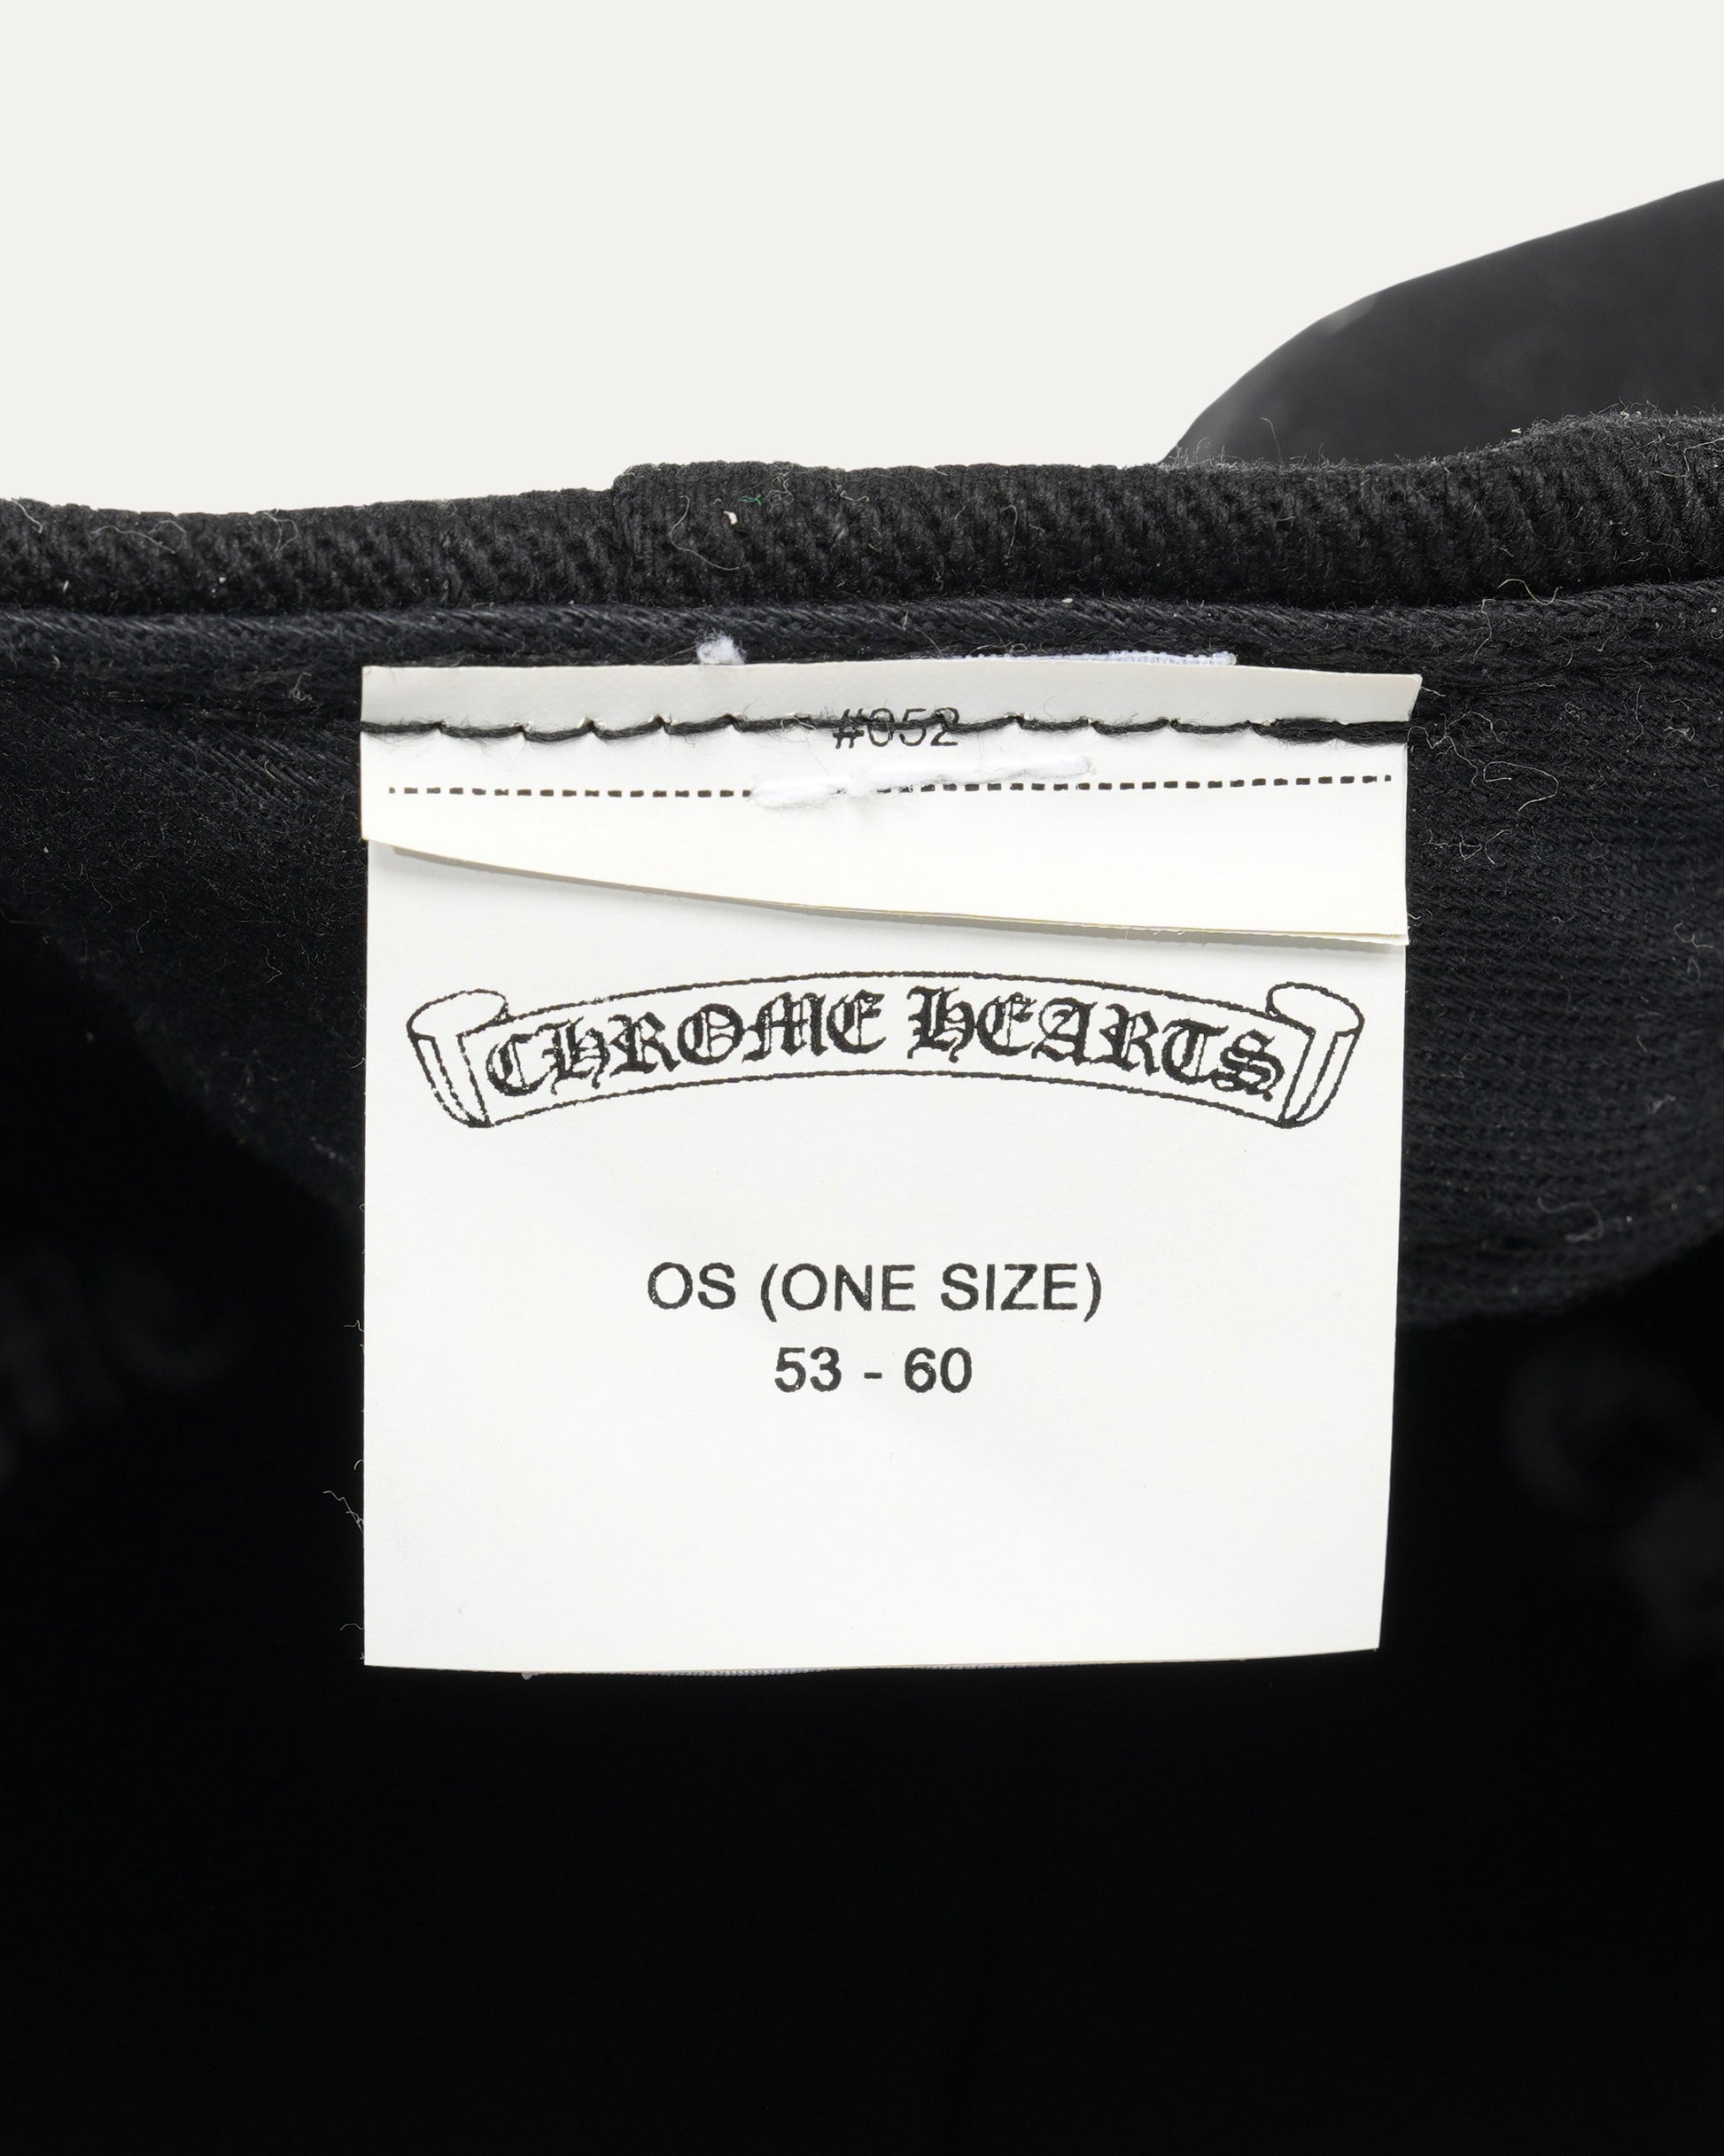 #052
CHROME HEARTS
OS (ONE SIZE)
53 - 60